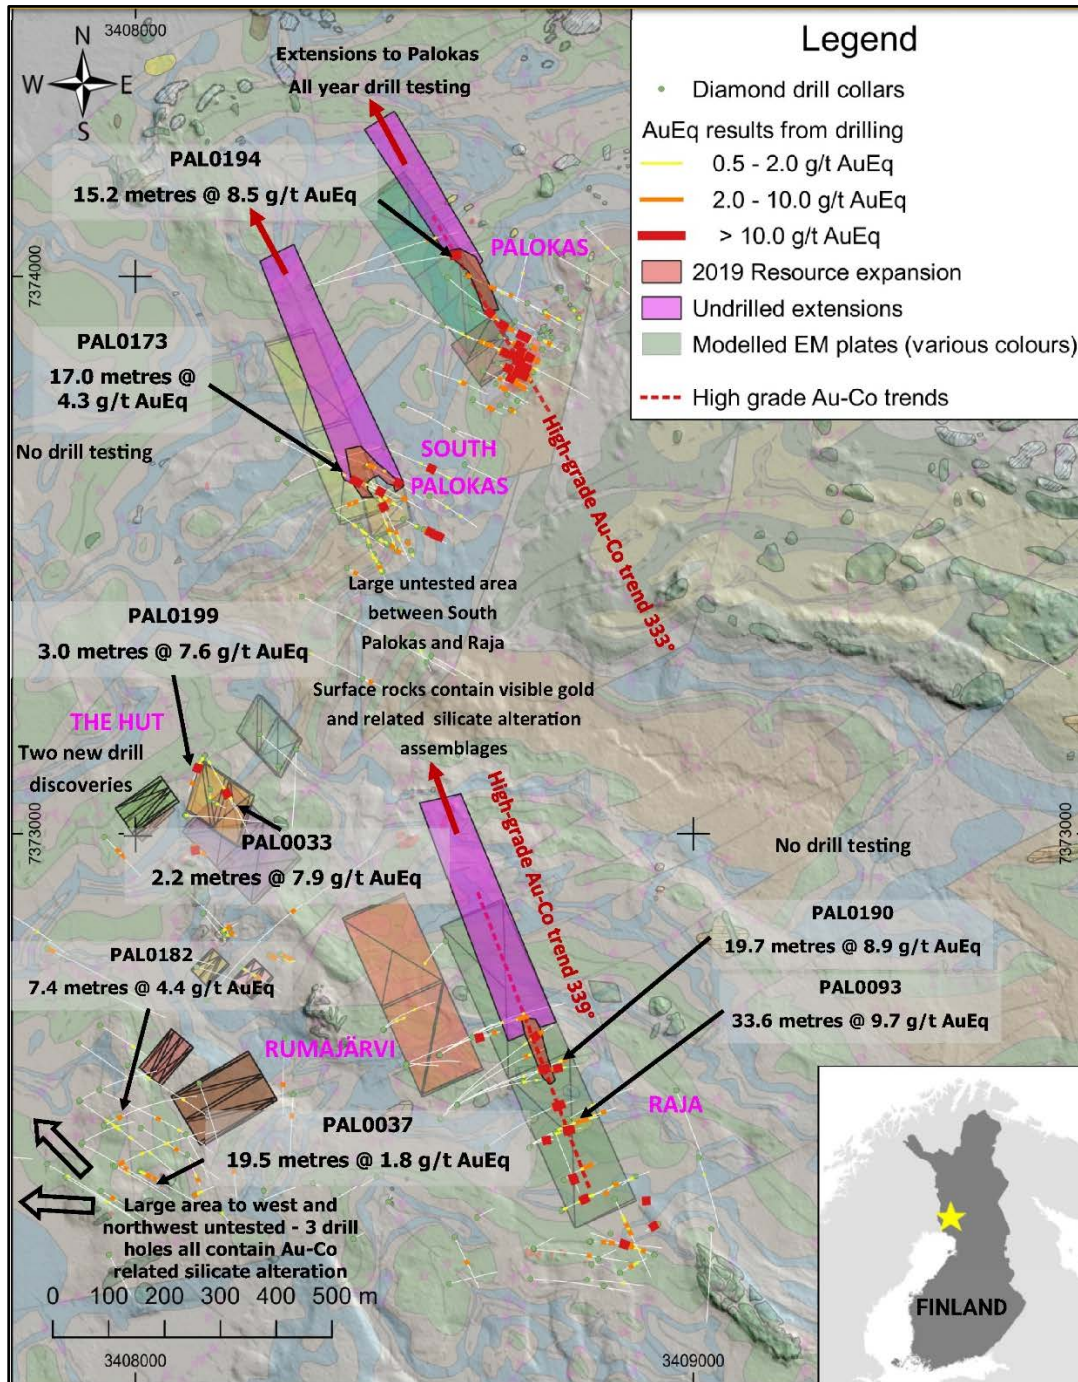 3408000
N
W E
S
Extensions to Palokas
All year drill testing
Legend
Diamond drill collars
AuEq results from drilling
0.5 - 2.0 g/t AuEq
2.0 - 10.0 g/t AuEq
> 10.0 g/t AuEq
2019 Resource expansion
Undrilled extensions
Modelled EM plates (various colours)
High grade Au-Co trends
PAL0194
15.2 metres @ 8.5 g/t AuEq
PALOKAS
7374000
7374000
PAL0173
17.0 metres @
4.3 g/t AuEq
No drill testing
SOUTH
PALOKAS
High-grade Au-Co trend 333°
Large untested area
between South
Palokas and Raja
PAL0199
3.0 metres @ 7.6 g/t AuEq
Surface rocks contain visible gold
and related silicate alteration
assemblages
THE HUT
Two new drill
discoveries
7373000
7373000
High-grade Au-Co trend 339°
No drill testing
PAL0033
2.2 metres @ 7.9 g/t AuEq
PAL0190
19.7 metres @ 8.9 g/t AuEq
PAL0182
7.4 metres @ 4.4 g/t AuEq
PAL0093
33.6 metres @ 9.7 g/t AuEq
RUMAJÄRVI
RAJA
PAL0037
19.5 metres @ 1.8 g/t AuEq
Large area to west and
northwest untested - 3 drill
holes all contain Au-Co
related silicate alteration
0 100 200 300 400 500 m
3408000
3409000
FINLAND